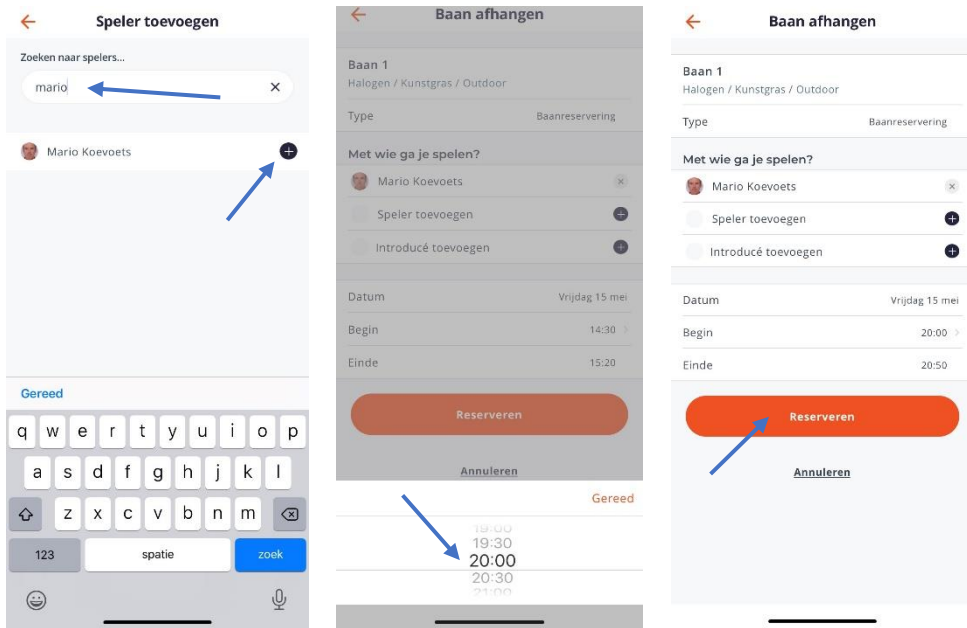 Speler toevoegen
Zoeken naar spelers...
mario
Mario Koevoets
Gereed
q w e r t y u i o p
a s d f g h j k l
z x c v b n m
123 spatie zoek
Baan afhangen
Baan 1
Halogen / Kunstgras / Outdoor
Type Baanreservering
Met wie ga je spelen?
Mario Koevoets
Speler toevoegen
Introducé toevoegen
Datum Vrijdag 15 mei
Begin 14:30
Einde 15:20
Reserveren
Annuleren
Gereed
19:00
19:30
20:00
20:30
21:00
Baan afhangen
Baan 1
Halogen / Kunstgras / Outdoor
Type Baanreservering
Met wie ga je spelen?
Mario Koevoets
Speler toevoegen
Introducé toevoegen
Datum Vrijdag 15 mei
Begin 20:00
Einde 20:50
Reserveren
Annuleren